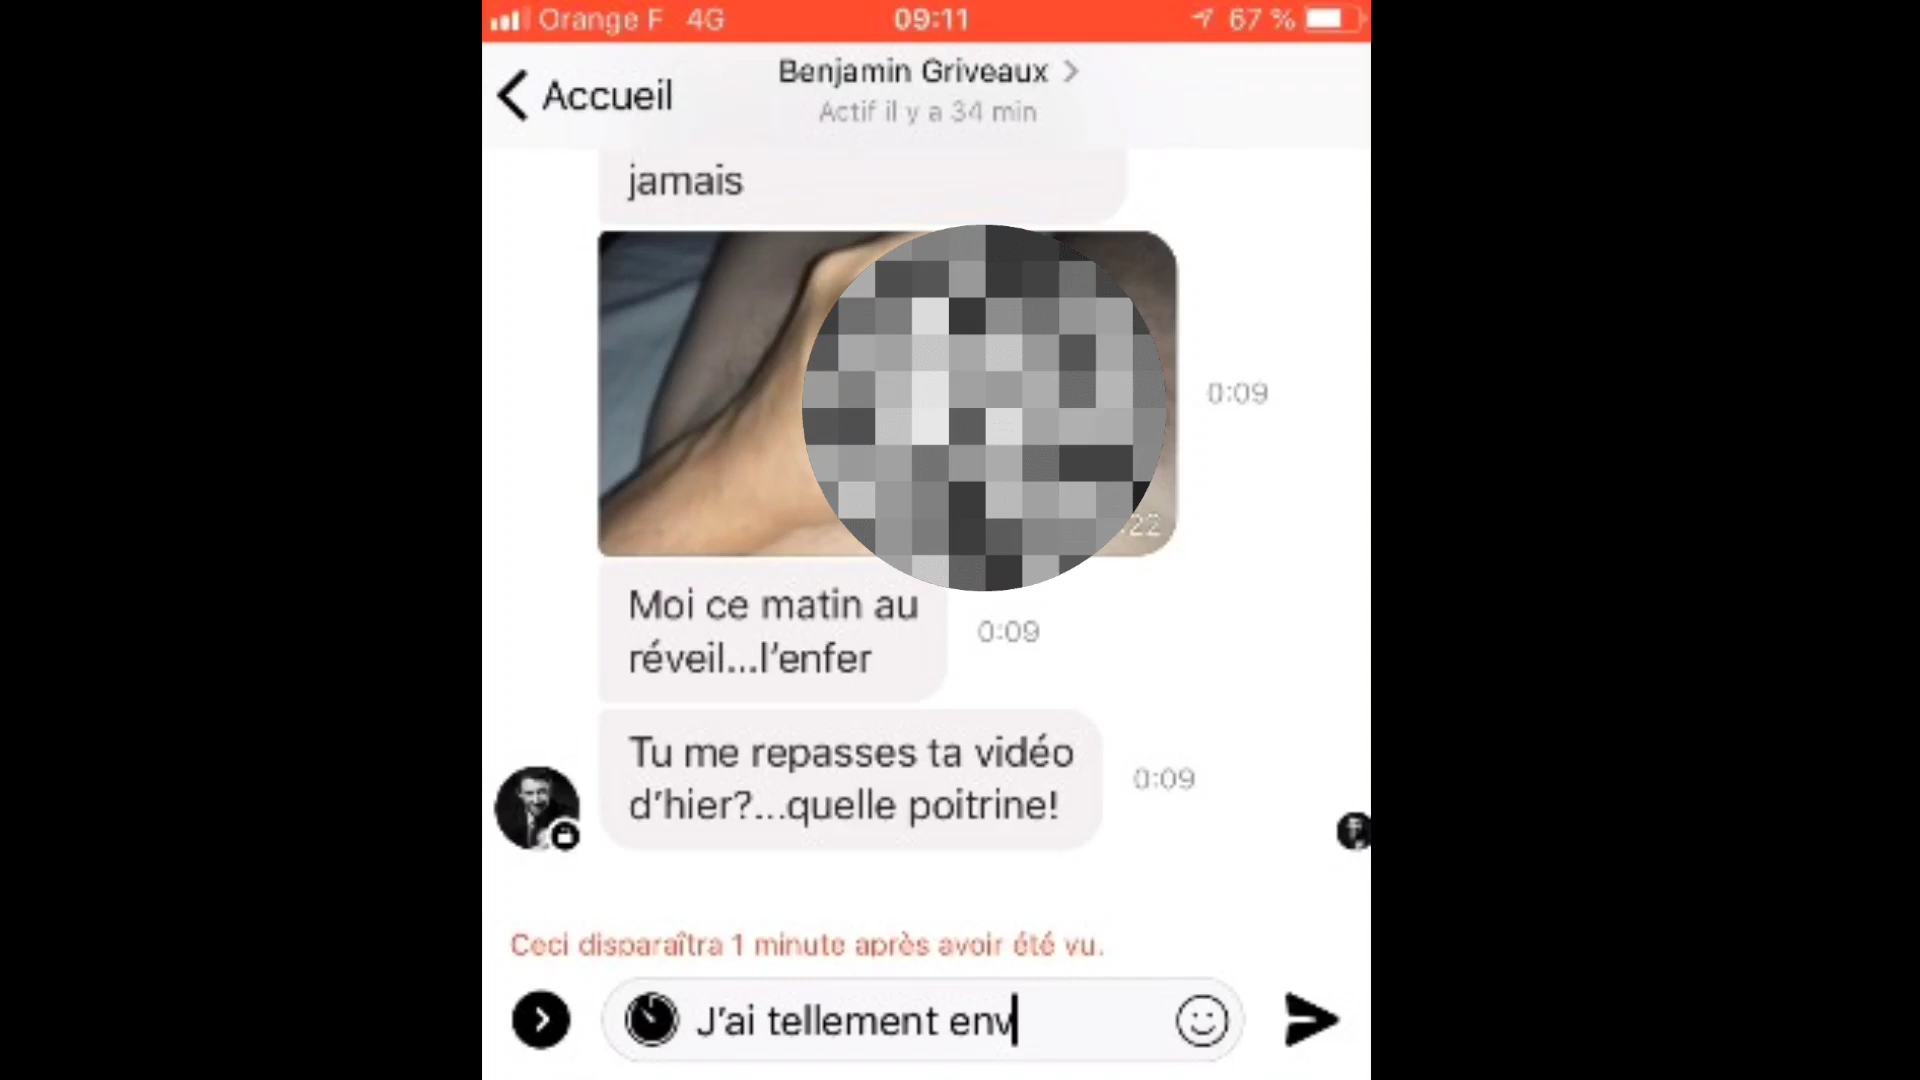 Orange F 4G 09:11 67 %
Accueil
Benjamin Griveaux
Actif il y a 34 min
jamais
0:09
:22
Moi ce matin au
réveil...l'enfer
0:09
Tu me repasses ta vidéo
d'hier?...quelle poitrine!
0:09
Ceci disparaîtra 1 minute après avoir été vu.
J'ai tellement env